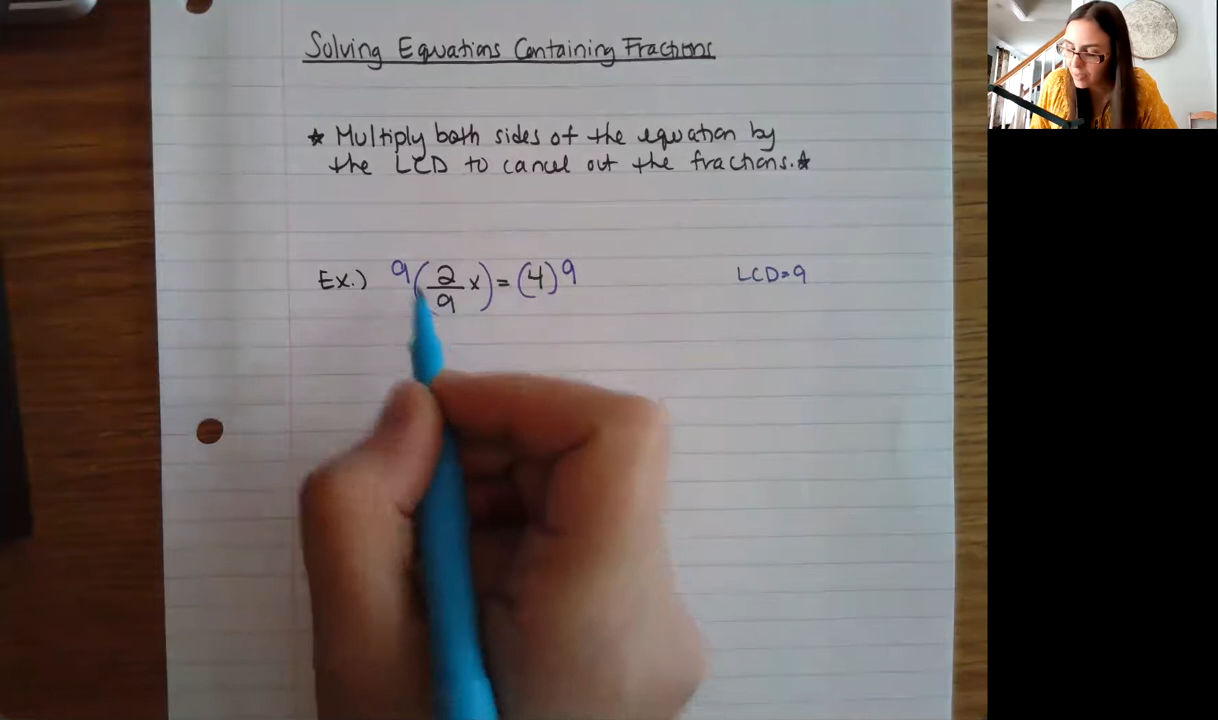 Solving Equations Containing Fractions
★ Multiply both sides of the equation by
the LCD to cancel out the fractions.★
Ex.) 9(2/9 x) = (4)9
LCD=9